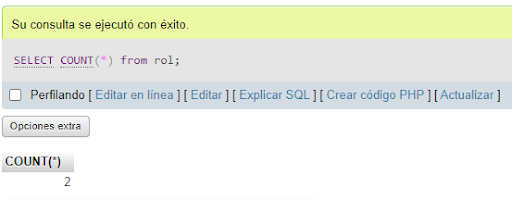 Su consulta se ejecutó con éxito.
SELECT COUNT(*) from rol;
Perfilando [ Editar en línea ] [ Editar ] [ Explicar SQL ] [ Crear código PHP ] [ Actualizar ]
Opciones extra
COUNT(*)
2